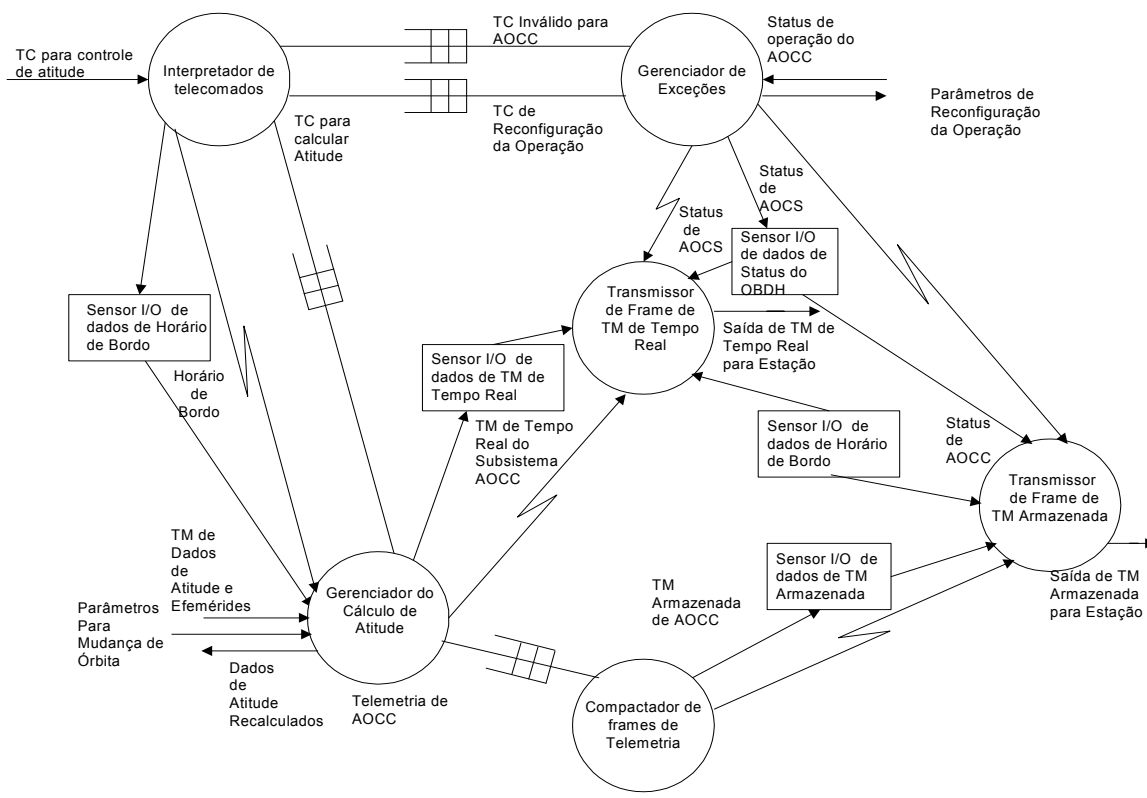 TC para controle
de atitude
Interpretador de
telecomados
TC Inválido para
AOCC
Gerenciador de
Exceções
Status de
operação do
AOCC
Parâmetros de
Reconfiguração
da Operação
TC para
calcular
Atitude
TC de
Reconfiguração
da Operação
Status
de
AOCS
Status
de
AOCS
Sensor I/O
de dados de
Status do
OBDH
Sensor I/O de
dados de Horário
de Bordo
Horário
de
Bordo
Transmissor
de Frame de
TM de Tempo
Real
Saída de TM de
Tempo Real
para Estação
Sensor I/O de
dados de TM de
Tempo Real
TM de Tempo
Real do
Subsistema
AOCC
Sensor I/O de
dados de Horário
de Bordo
Status
de
AOCC
Transmissor
de Frame de
TM Armazenada
Saída de TM
Armazenada
para Estação
TM de
Dados
de
Atitude e
Efemérides
Parâmetros
Para
Mudança de
Órbita
Dados
de
Atitude
Recalculados
Gerenciador do
Cálculo de
Atitude
Telemetria de
AOCC
Sensor I/O de
dados de TM
Armazenada
TM
Armazenada
de AOCC
Compactador de
frames de
Telemetria